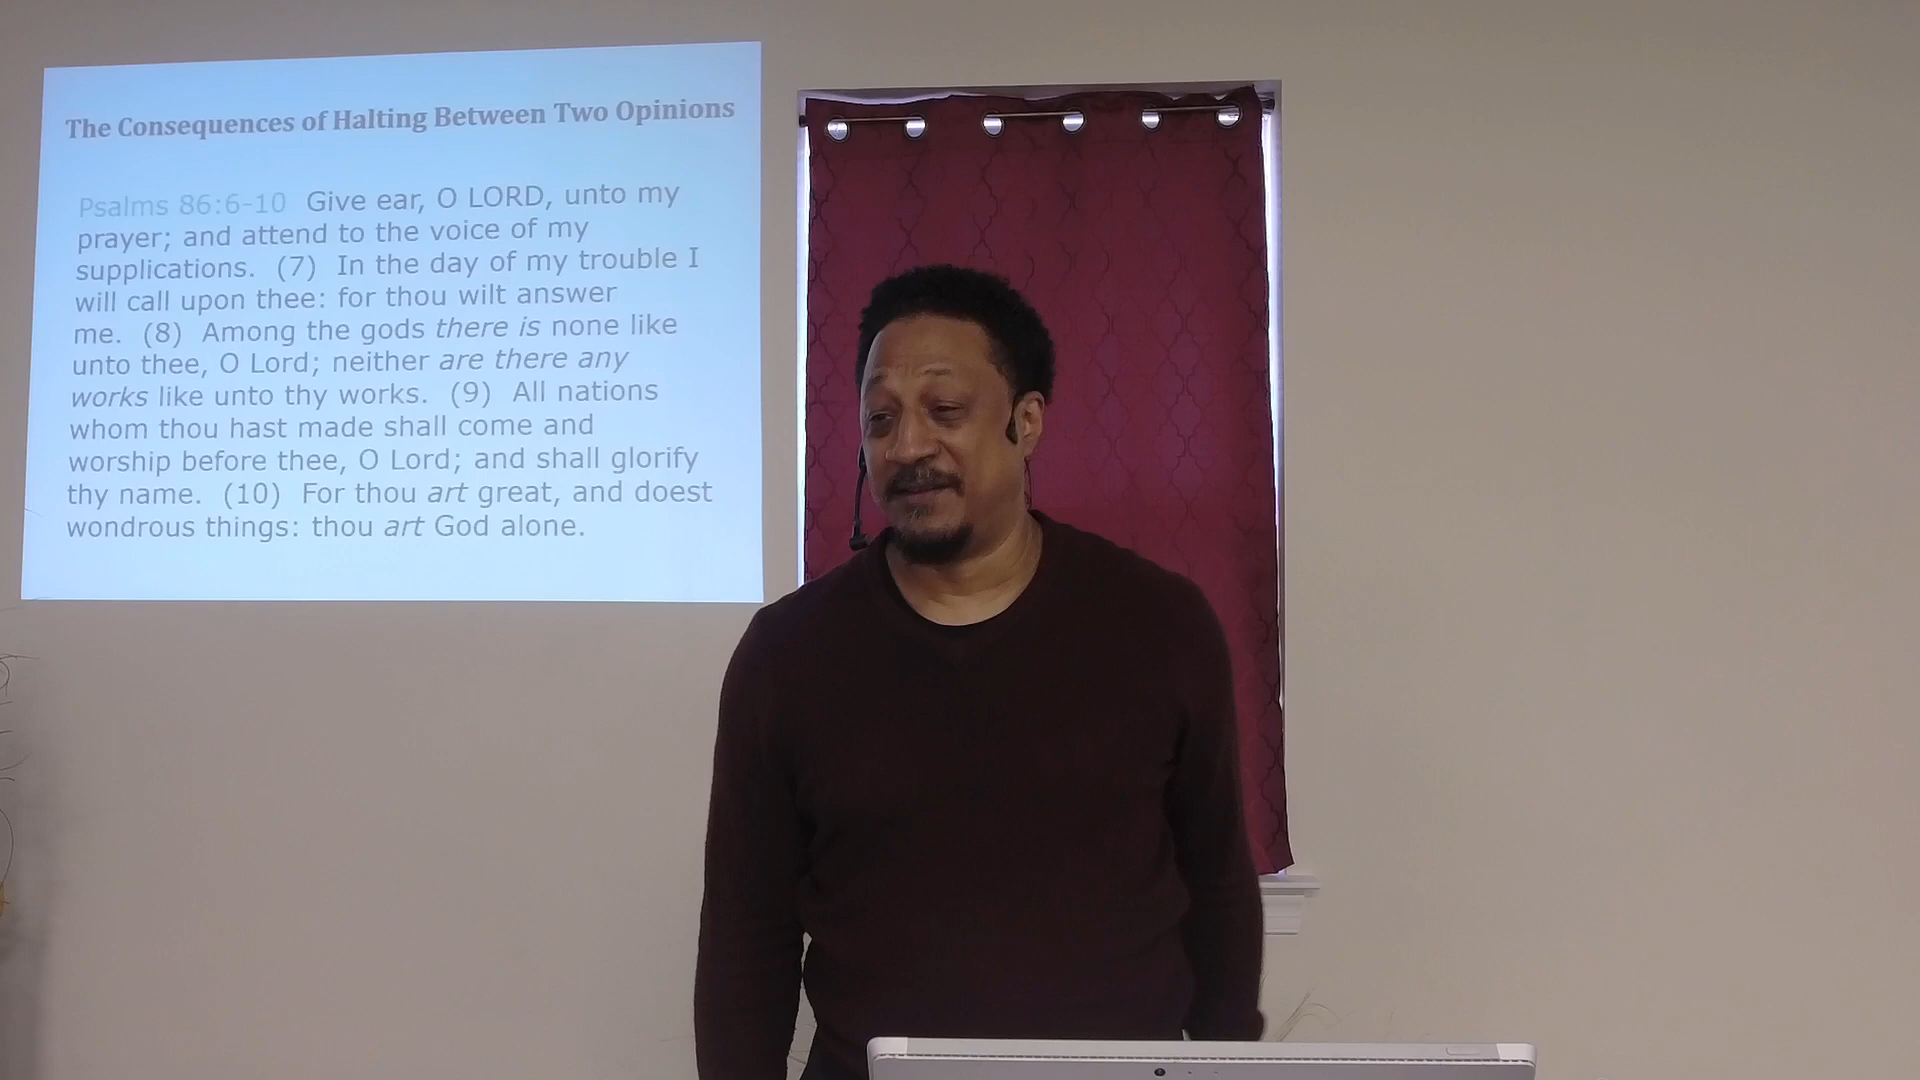 The Consequences of Halting Between Two Opinions
Psalms 86:6-10 Give ear, O LORD, unto my
prayer; and attend to the voice of my
supplications. (7) In the day of my trouble I
will call upon thee: for thou wilt answer
me. (8) Among the gods there is none like
unto thee, O Lord; neither are there any
works like unto thy works. (9) All nations
whom thou hast made shall come and
worship before thee, O Lord; and shall glorify
thy name. (10) For thou art great, and doest
wondrous things: thou art God alone.